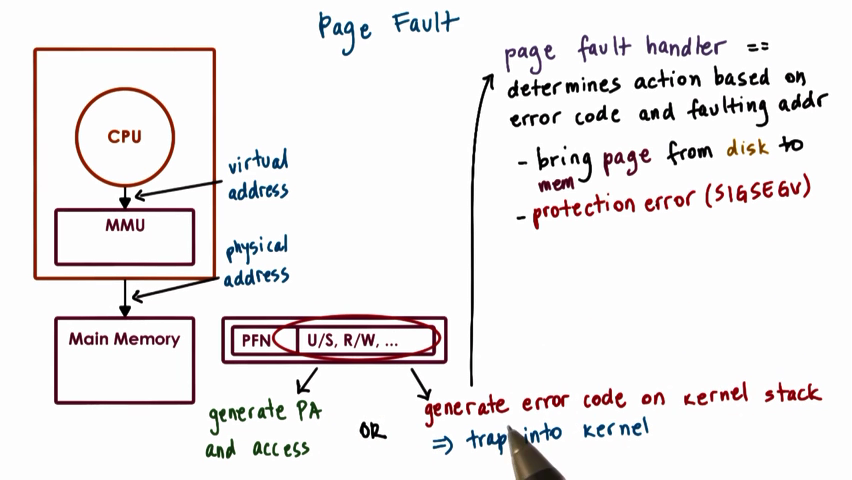 Page Fault
CPU
virtual
address
MMU
physical
address
Main Memory
PFN
U/S, R/W, ...
generate PA
and access
OR
generate error code on kernel stack
⇒ trap into kernel
page fault handler ==
determines action based on
error code and faulting addr
- bring page from disk to
mem
- protection error (SIGSEGV)